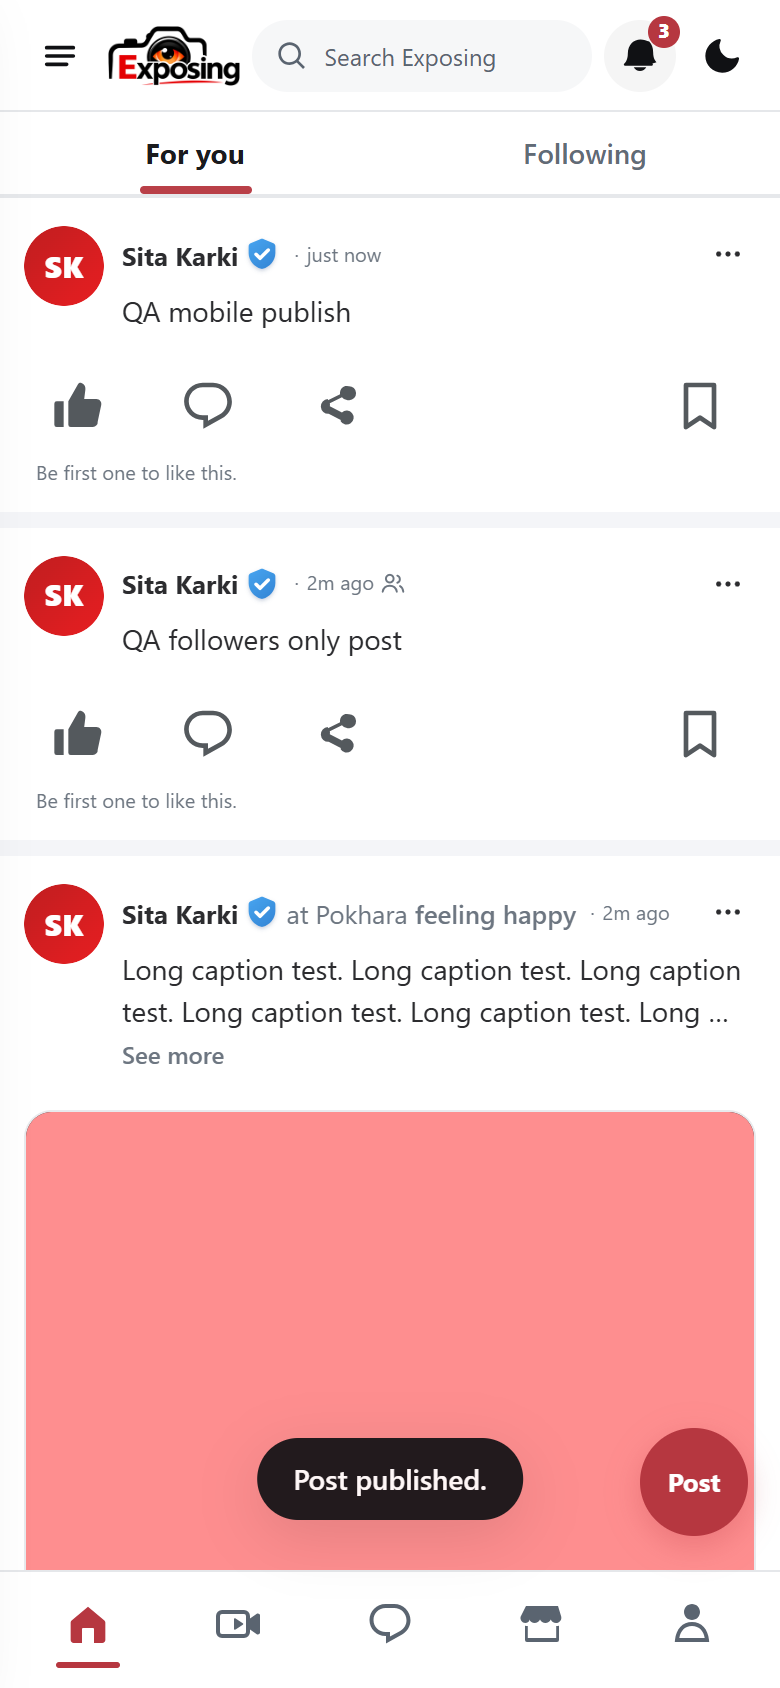 Exposing
Search Exposing
3
For you
Following
SK
Sita Karki · just now
QA mobile publish
Be first one to like this.
SK
Sita Karki · 2m ago
QA followers only post
Be first one to like this.
SK
Sita Karki at Pokhara feeling happy · 2m ago
Long caption test. Long caption test. Long caption
test. Long caption test. Long caption test. Long ...
See more
Post published.
Post